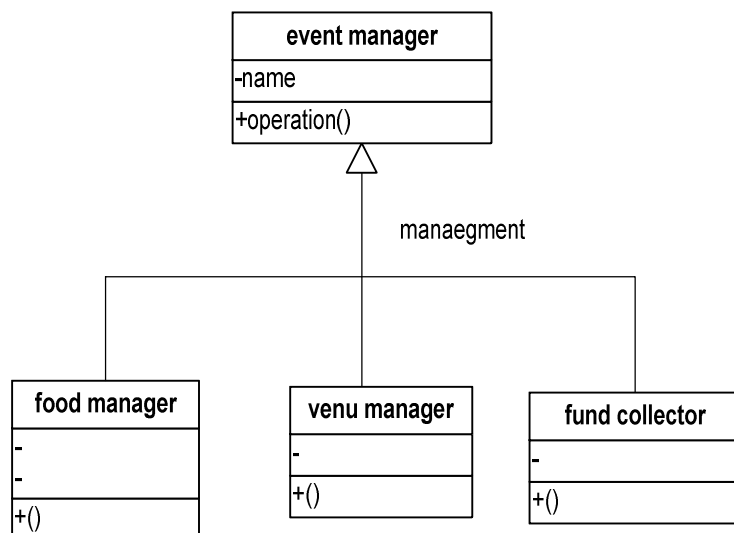 event manager
-name
+operation()
manaegment
food manager
-
-
+()
venu manager
-
+()
fund collector
-
+()